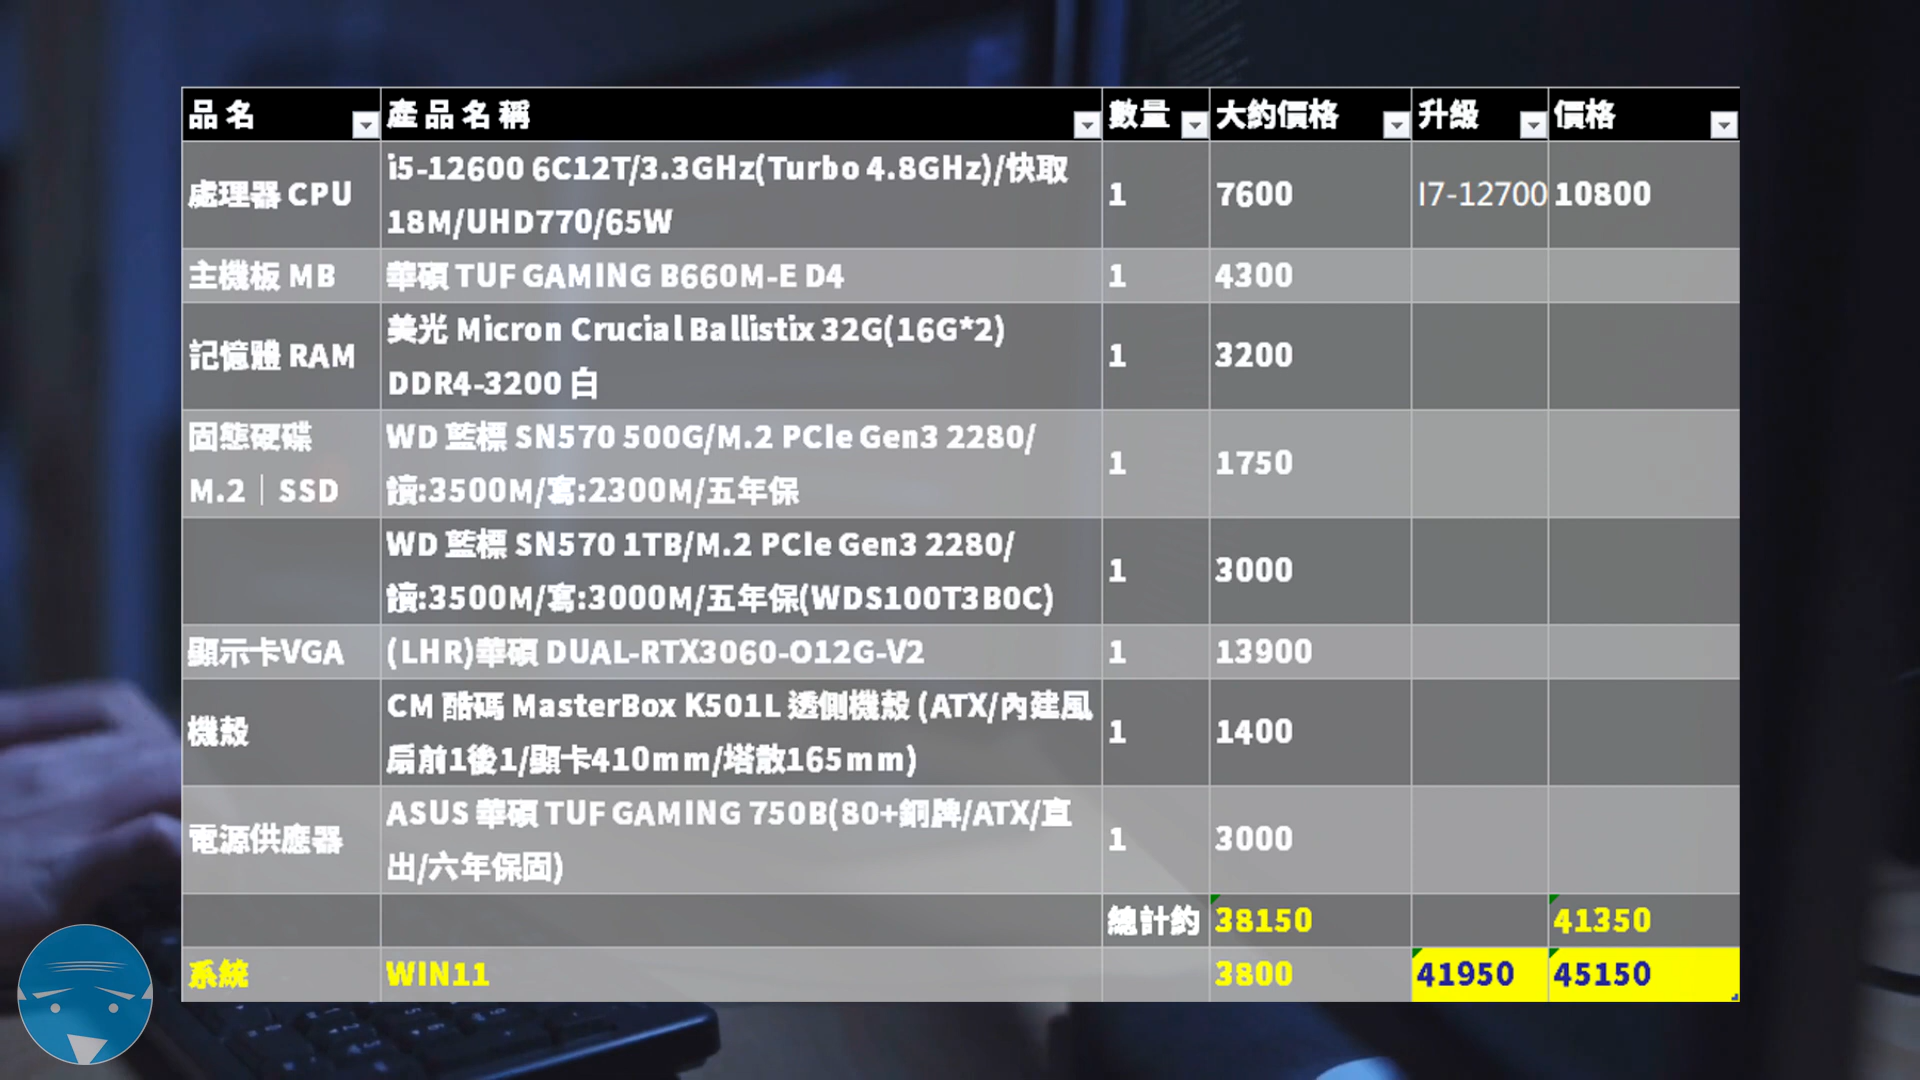 品 名 產 品 名 稱 數量 大約價格 升級 價格
處理器 CPU i5-12600 6C12T/3.3GHz(Turbo 4.8GHz)/快取
18M/UHD770/65W 1 7600 I7-12700 10800
主機板 MB 華碩 TUF GAMING B660M-E D4 1 4300
記憶體 RAM 美光 Micron Crucial Ballistix 32G(16G*2)
DDR4-3200 白 1 3200
固態硬碟 WD 藍標 SN570 500G/M.2 PCIe Gen3 2280/
M.2｜SSD 讀:3500M/寫:2300M/五年保 1 1750
WD 藍標 SN570 1TB/M.2 PCIe Gen3 2280/
讀:3500M/寫:3000M/五年保(WDS100T3B0C) 1 3000
顯示卡VGA (LHR)華碩 DUAL-RTX3060-O12G-V2 1 13900
機殼 CM 酷碼 MasterBox K501L 透側機殼 (ATX/內建風
扇前1後1/顯卡410mm/塔散165mm) 1 1400
電源供應器 ASUS 華碩 TUF GAMING 750B(80+銅牌/ATX/直
出/六年保固) 1 3000
總計約 38150 41350
系統 WIN11 3800 41950 45150